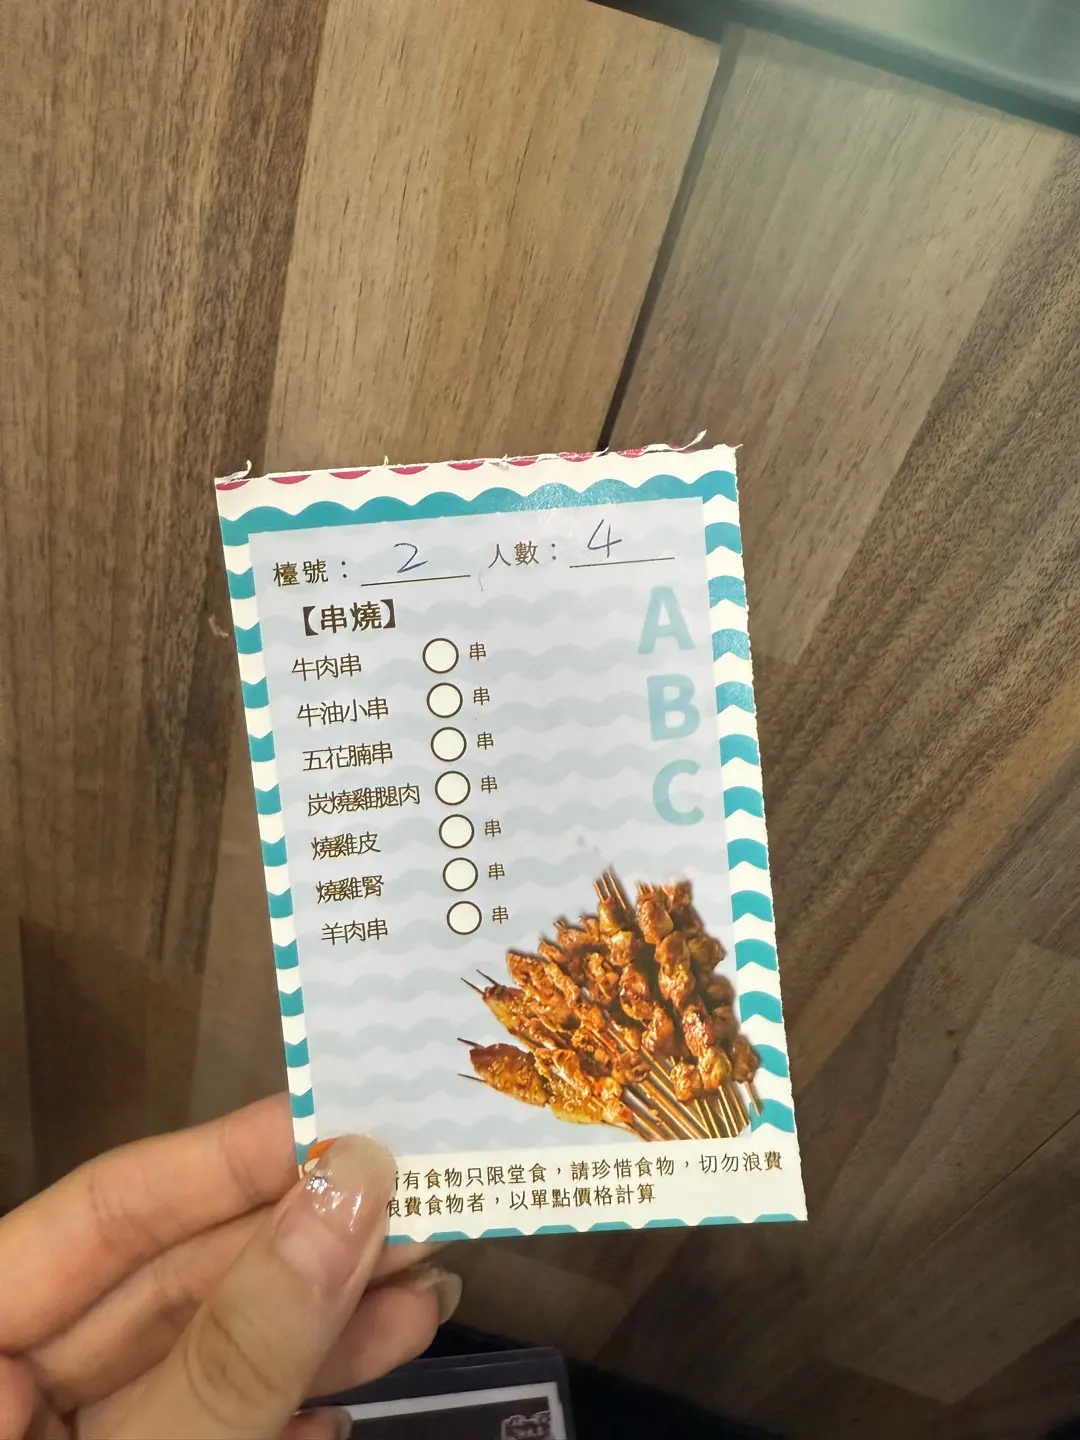 檯號： 2 人數： 4
【串燒】
牛肉串 串
牛油小串 串
五花腩串 串
炭燒雞腿肉 串
燒雞皮 串
燒雞腎 串
羊肉串 串
A
B
C
有食物只限堂食，請珍惜食物，切勿浪費
費食物者，以單點價格計算